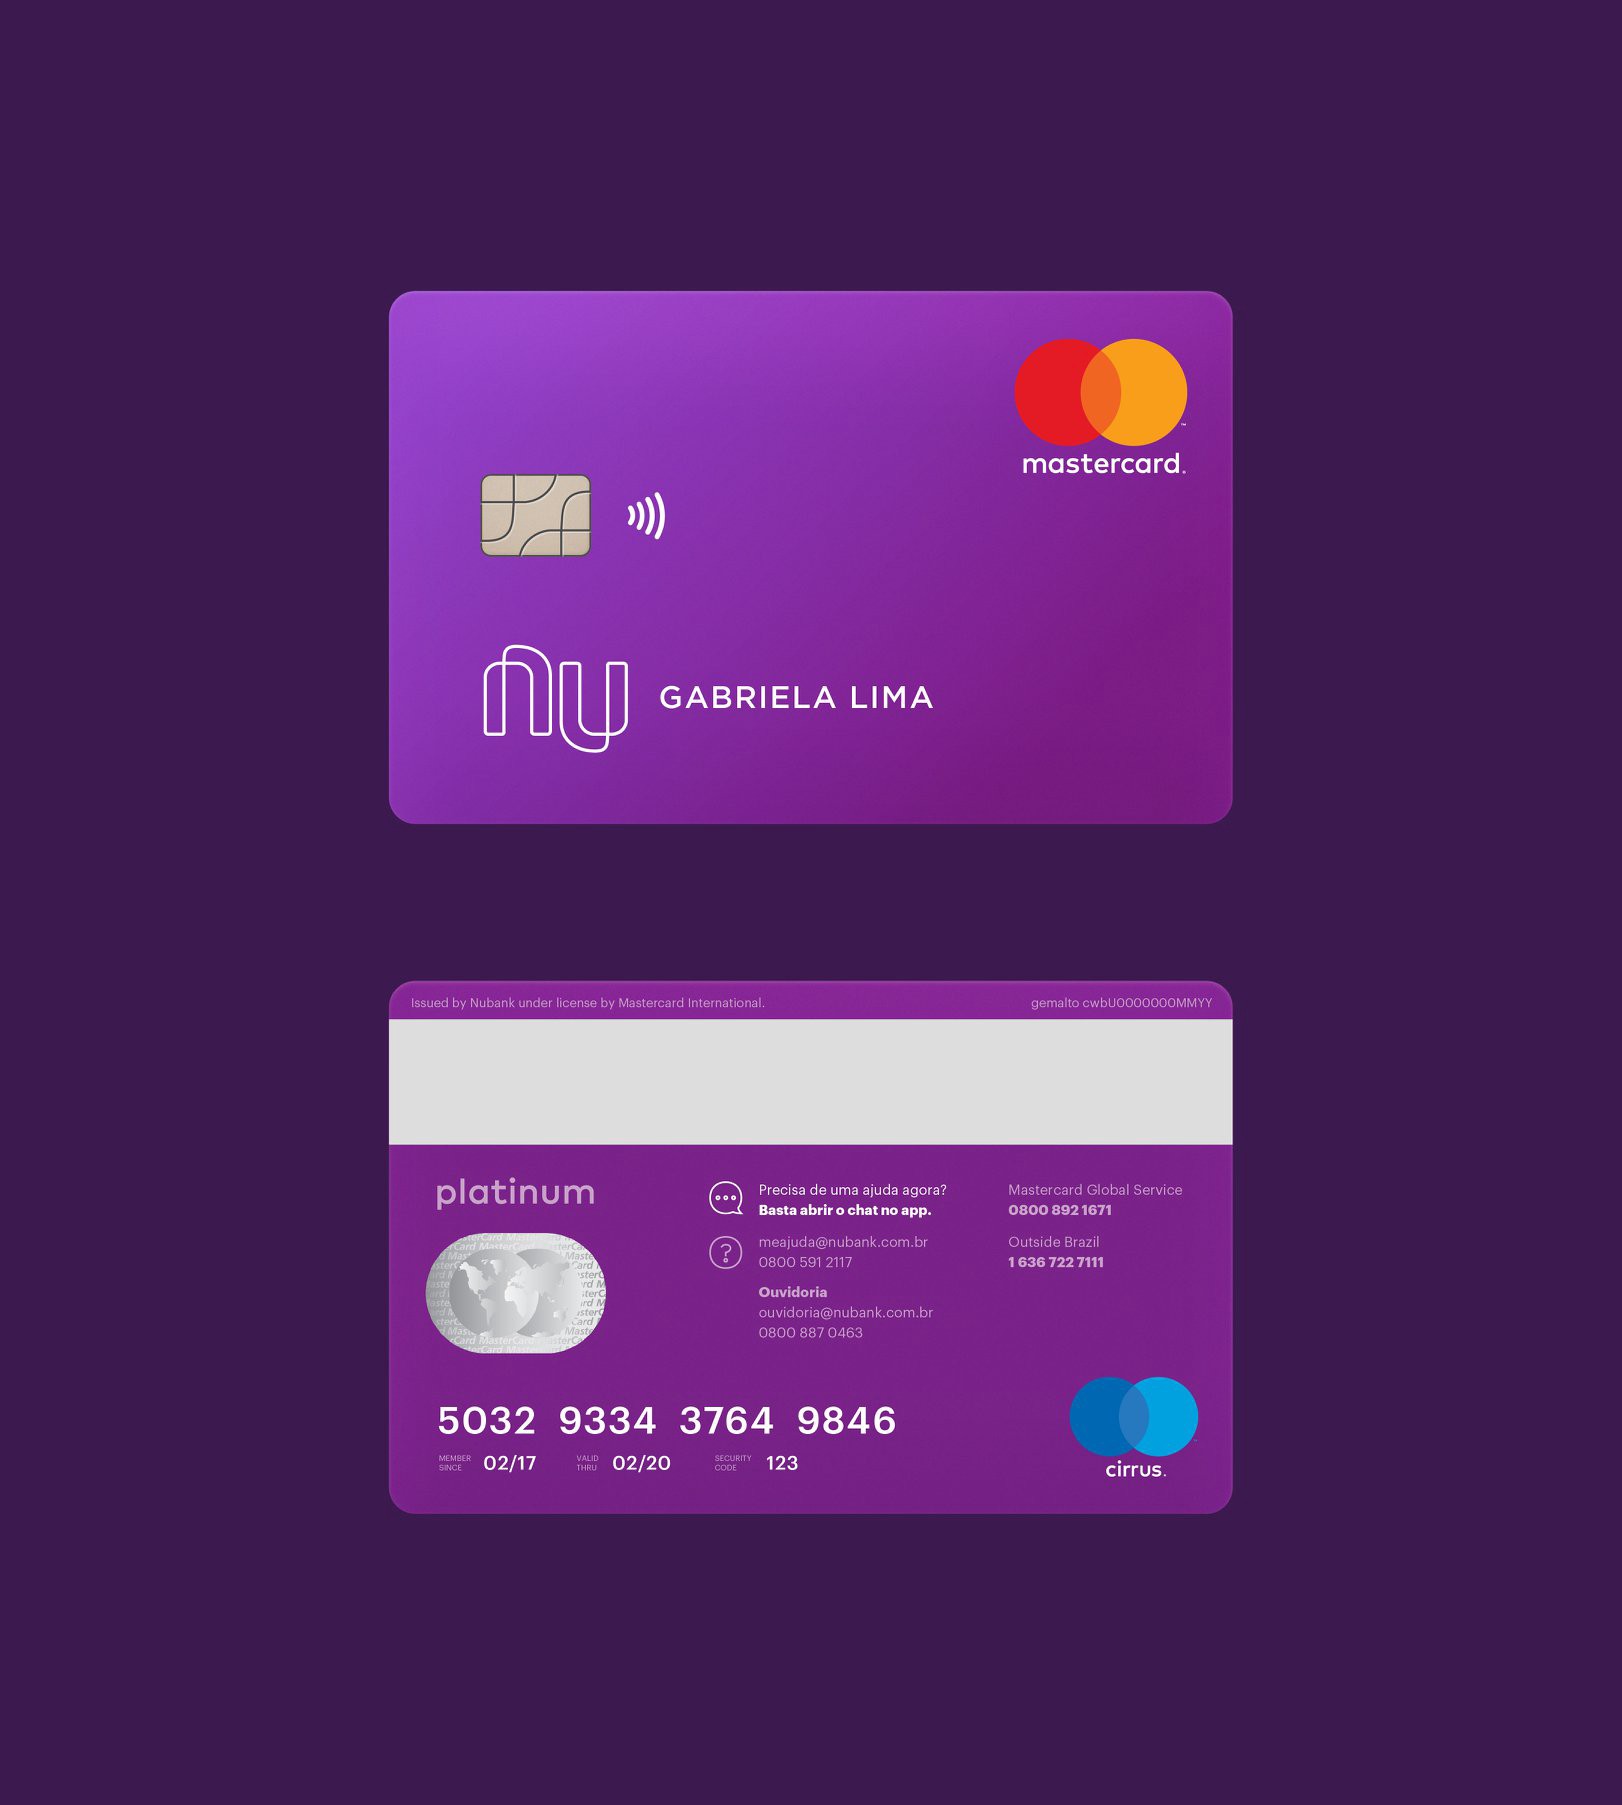 mastercard.
nu
GABRIELA LIMA
Issued by Nubank under license by Mastercard International.
gemalto cwbU0000000MMYY
platinum
Precisa de uma ajuda agora?
Basta abrir o chat no app.
meajuda@nubank.com.br
0800 591 2117
Ouvidoria
ouvidoria@nubank.com.br
0800 887 0463
Mastercard Global Service
0800 892 1671
Outside Brazil
1 636 722 7111
MasterCard MasterCard MasterCard
5032 9334 3764 9846
MEMBER SINCE 02/17 VALID THRU 02/20 SECURITY CODE 123
cirrus.